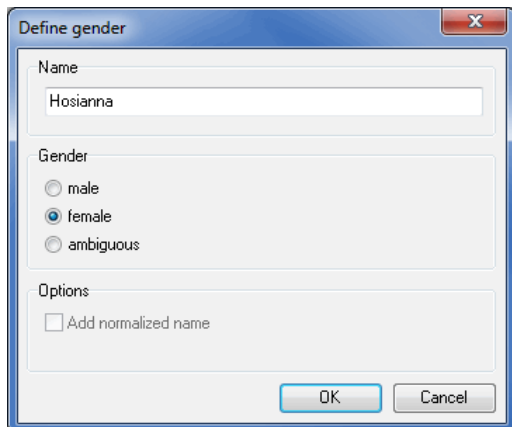 Define gender
Name
Hosianna
Gender
male
female
ambiguous
Options
Add normalized name
OK Cancel